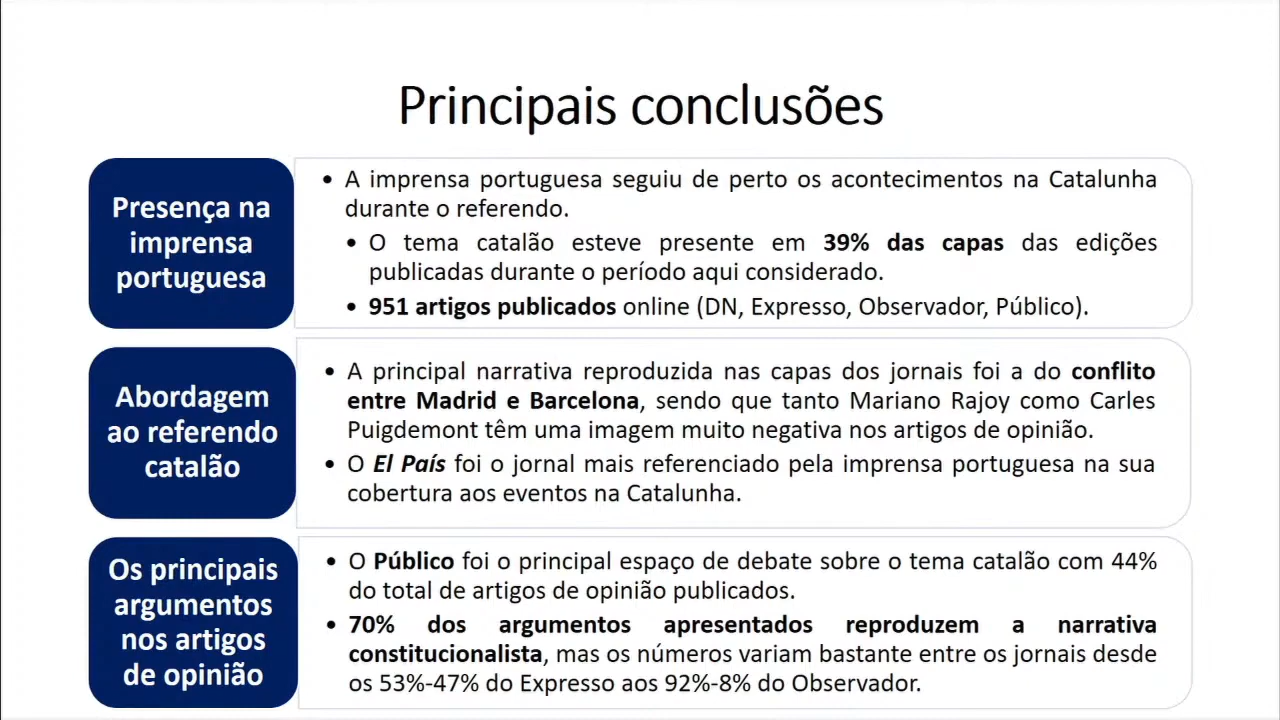 Principais conclusões
Presença na
imprensa
portuguesa
• A imprensa portuguesa seguiu de perto os acontecimentos na Catalunha
durante o referendo.
• O tema catalão esteve presente em 39% das capas das edições
publicadas durante o período aqui considerado.
• 951 artigos publicados online (DN, Expresso, Observador, Público).
Abordagem
ao referendo
catalão
• A principal narrativa reproduzida nas capas dos jornais foi a do conflito
entre Madrid e Barcelona, sendo que tanto Mariano Rajoy como Carles
Puigdemont têm uma imagem muito negativa nos artigos de opinião.
• O El País foi o jornal mais referenciado pela imprensa portuguesa na sua
cobertura aos eventos na Catalunha.
Os principais
argumentos
nos artigos
de opinião
• O Público foi o principal espaço de debate sobre o tema catalão com 44%
do total de artigos de opinião publicados.
• 70% dos argumentos apresentados reproduzem a narrativa
constitucionalista, mas os números variam bastante entre os jornais desde
os 53%-47% do Expresso aos 92%-8% do Observador.